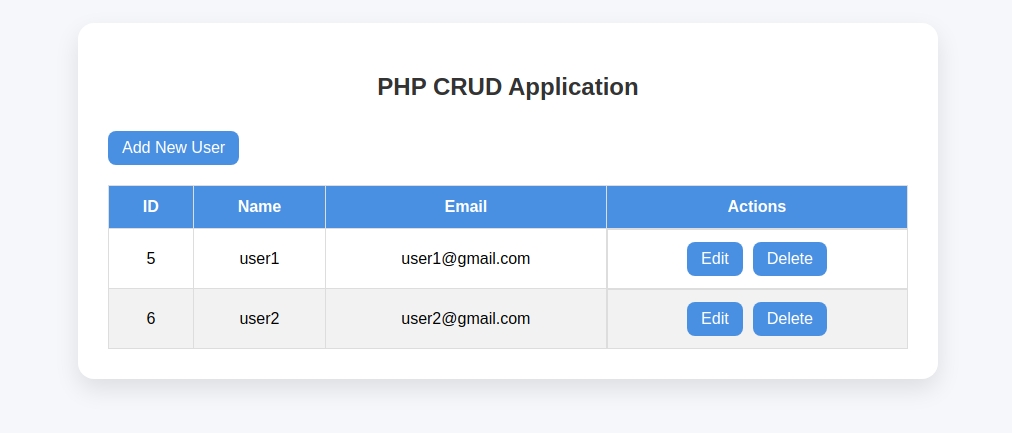 PHP CRUD Application
Add New User
ID Name Email Actions
5 user1 user1@gmail.com Edit Delete
6 user2 user2@gmail.com Edit Delete